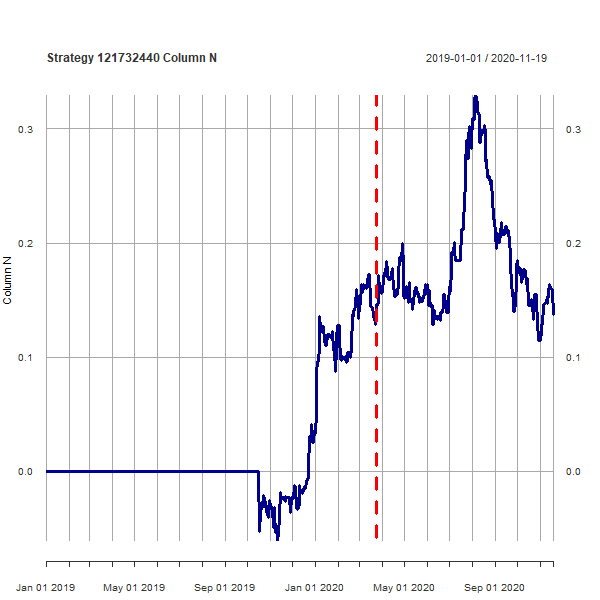 Strategy 121732440 Column N
2019-01-01 / 2020-11-19
0.3
0.3
0.2
0.2
Column N
0.1
0.1
0.0
0.0
Jan 01 2019
May 01 2019
Sep 01 2019
Jan 01 2020
May 01 2020
Sep 01 2020